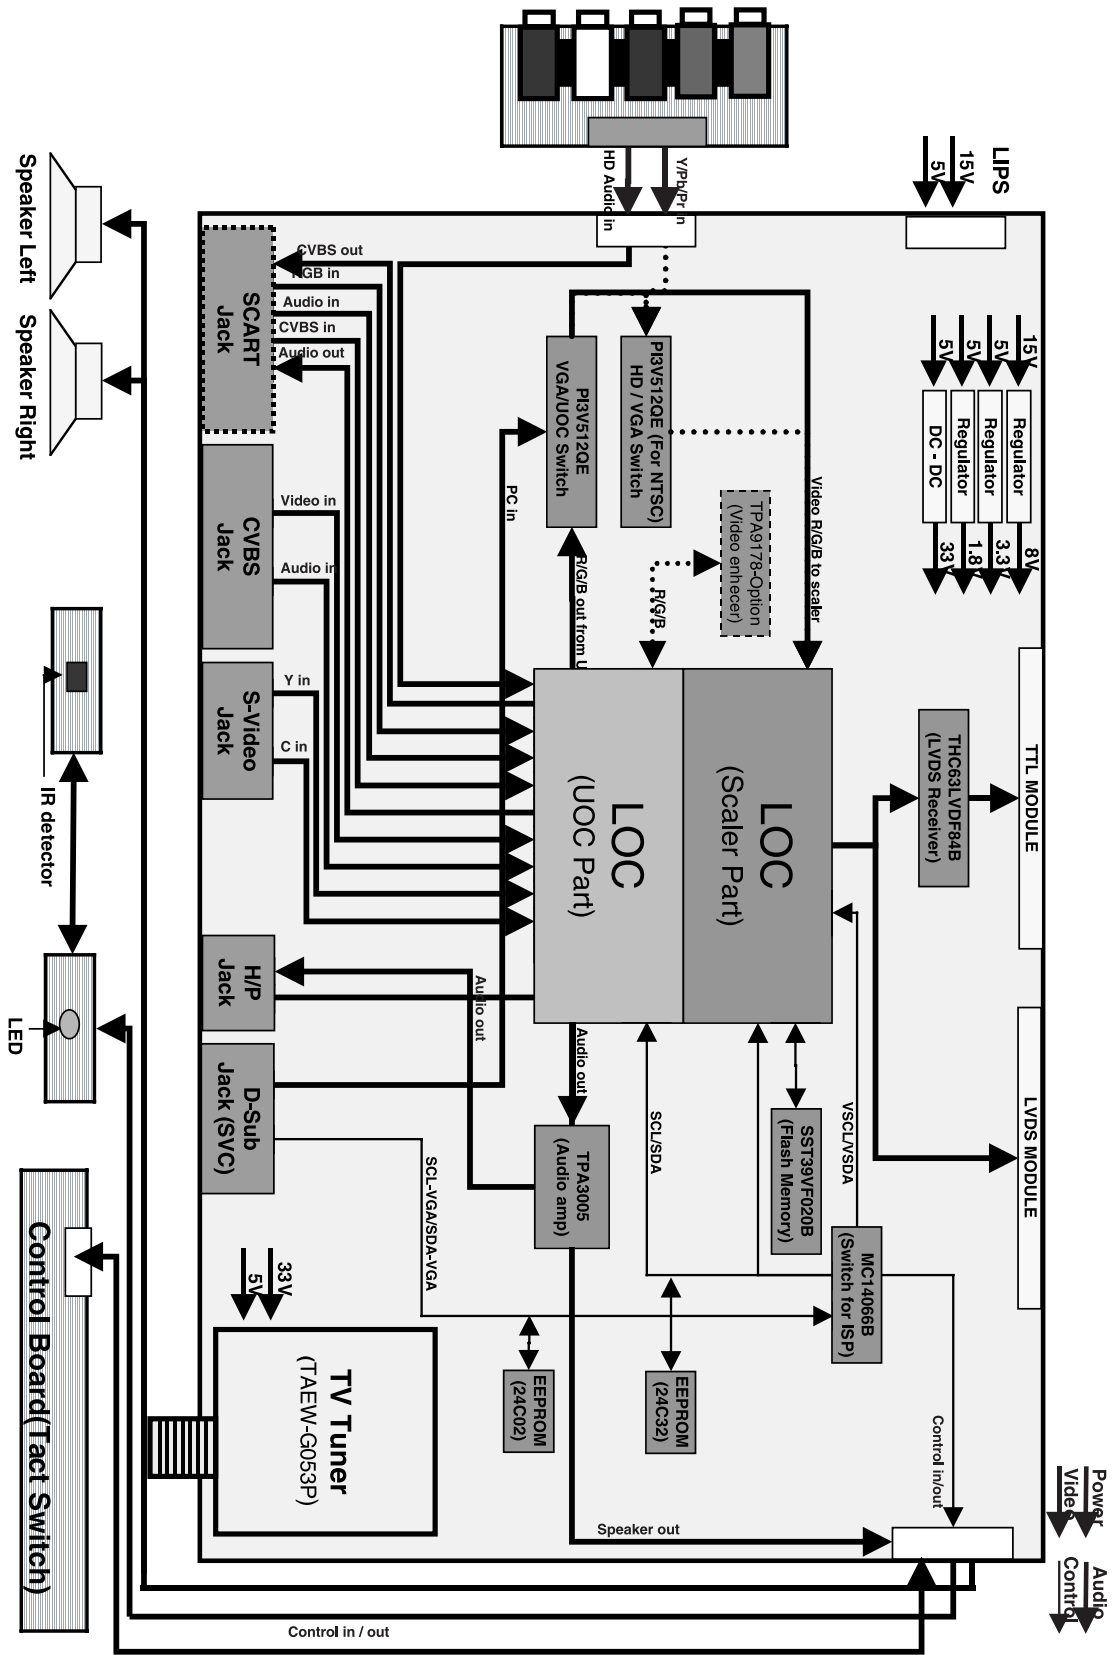 HD Audio in
Y/Pb/Pr in
LIPS
15V
5V
Speaker Left
Speaker Right
SCART
Jack
CVBS out
RGB in
Audio in
CVBS in
Audio out
CVBS
Jack
Video in
Audio in
S-Video
Jack
Y in
C in
H/P
Jack
Audio out
D-Sub
Jack (SVC)
PC in
PI3V512QE
VGA/UOC Switch
PI3V512QE (For NTSC)
HD / VGA Switch
R/G/B out from U
R/G/B
TPA9178-Option
(Video enhecer)
Video R/G/B to scaler
15V
5V
5V
5V
Regulator
Regulator
Regulator
DC - DC
8V
3.3V
1.8V
33V
LOC
(UOC Part)
LOC
(Scaler Part)
THC63LVDF84B
(LVDS Receiver)
TTL MODULE
LVDS MODULE
Audio out
TPA3005
(Audio amp)
SCL/SDA
SST39VF020B
(Flash Memory)
VSCL/VSDA
MC14066B
(Switch for ISP)
SCL-VGA/SDA-VGA
EEPROM
(24C02)
EEPROM
(24C32)
33V
5V
TV Tuner
(TAEW-G053P)
Speaker out
Control in/out
Control in / out
IR detector
LED
Control Board(Tact Switch)
Power
Video
Audio
Control